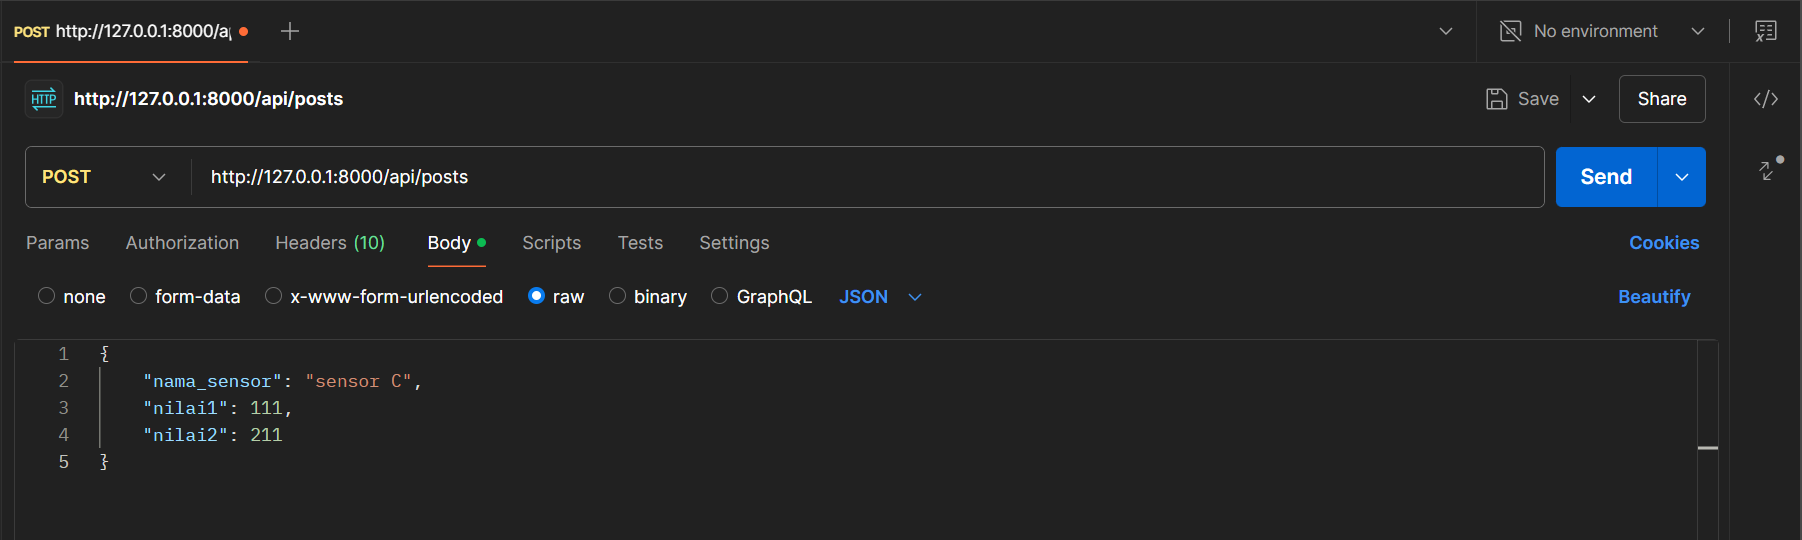 POST http://127.0.0.1:8000/a
No environment
HTTP http://127.0.0.1:8000/api/posts
Save
Share
POST http://127.0.0.1:8000/api/posts
Send
Params Authorization Headers (10) Body Scripts Tests Settings
Cookies
none form-data x-www-form-urlencoded raw binary GraphQL JSON
Beautify
1 {
2 "nama_sensor": "sensor C",
3 "nilai1": 111,
4 "nilai2": 211
5 }